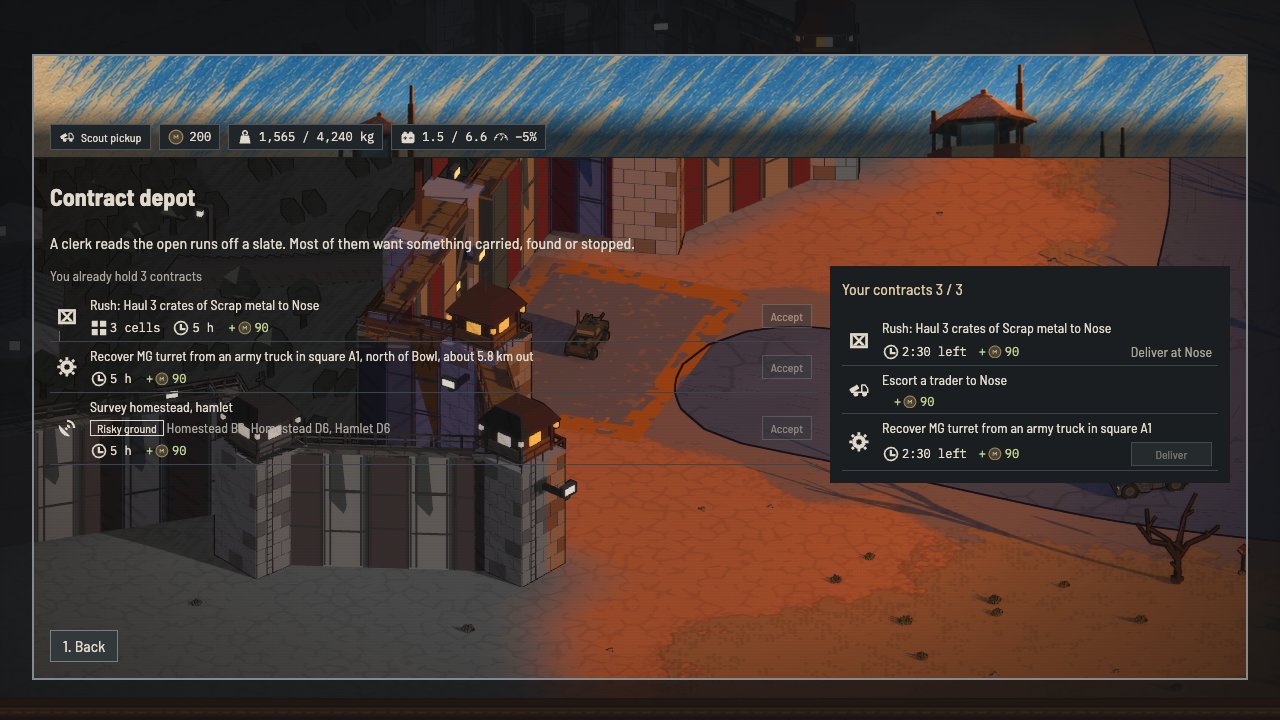 Scout pickup
M 200
1,565 / 4,240 kg
1.5 / 6.6 -5%
Contract depot
A clerk reads the open runs off a slate. Most of them want something carried, found or stopped.
You already hold 3 contracts
Rush: Haul 3 crates of Scrap metal to Nose
3 cells 5 h + M 90
Accept
Recover MG turret from an army truck in square A1, north of Bowl, about 5.8 km out
5 h + M 90
Accept
Survey homestead, hamlet
Risky ground Homestead Homestead D6, Hamlet D6
5 h + M 90
Accept
Your contracts 3 / 3
Rush: Haul 3 crates of Scrap metal to Nose
2:30 left + M 90 Deliver at Nose
Escort a trader to Nose
+ M 90
Recover MG turret from an army truck in square A1
2:30 left + M 90 Deliver
1. Back